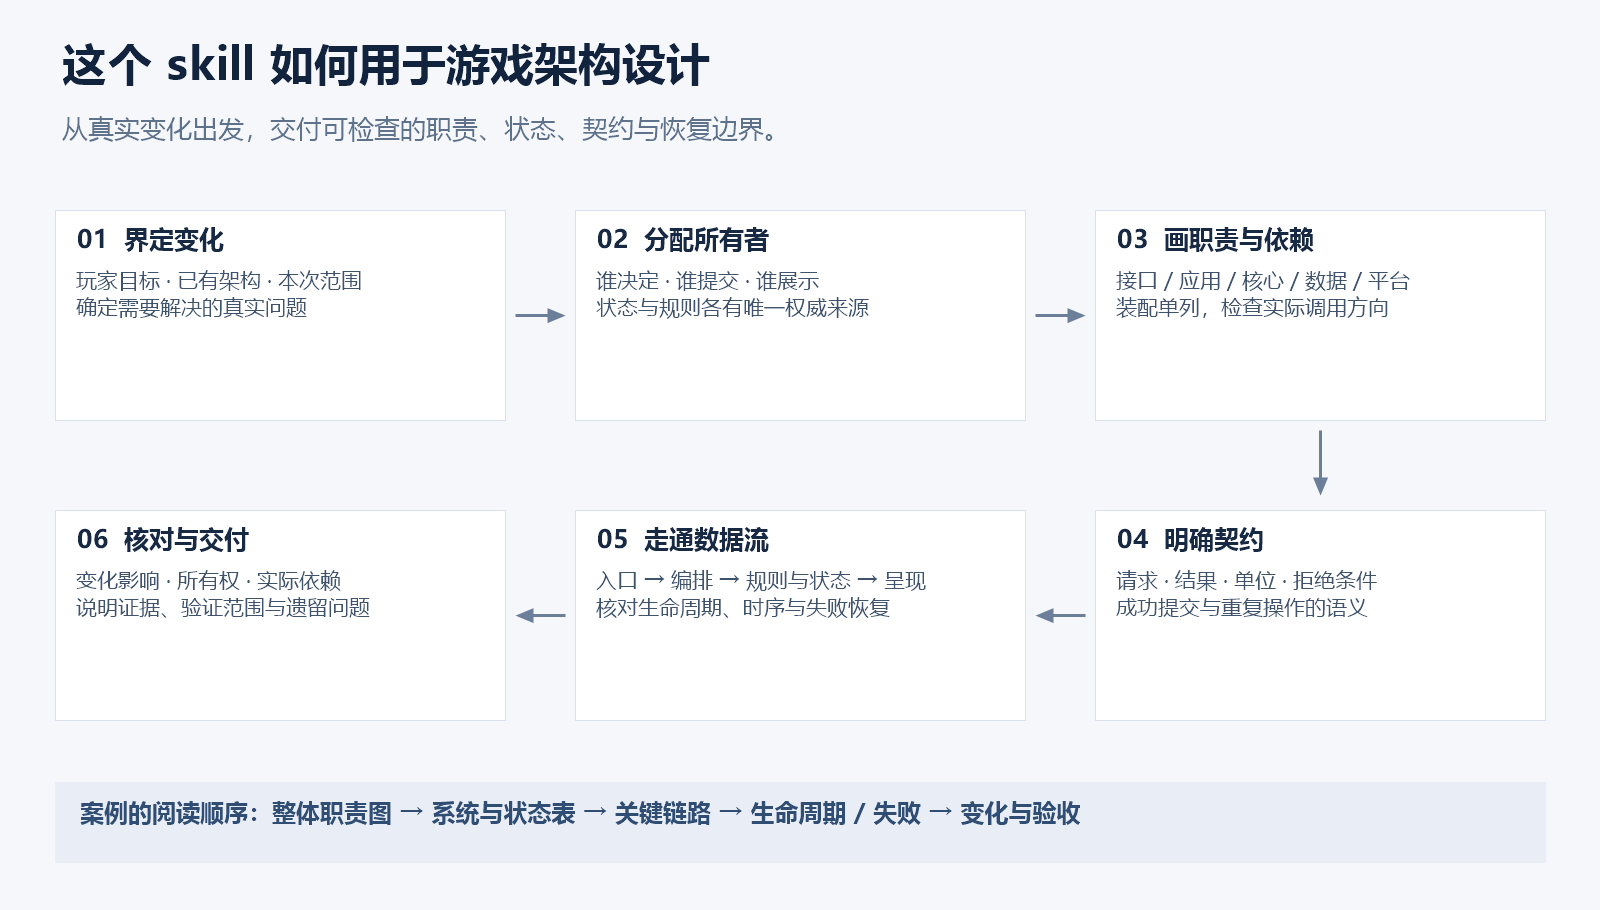 这个 skill 如何用于游戏架构设计
从真实变化出发，交付可检查的职责、状态、契约与恢复边界。
01 界定变化
玩家目标 · 已有架构 · 本次范围
确定需要解决的真实问题
02 分配所有者
谁决定 · 谁提交 · 谁展示
状态与规则各有唯一权威来源
03 画职责与依赖
接口 / 应用 / 核心 / 数据 / 平台
装配单列，检查实际调用方向
04 明确契约
请求 · 结果 · 单位 · 拒绝条件
成功提交与重复操作的语义
05 走通数据流
入口 → 编排 → 规则与状态 → 呈现
核对生命周期、时序与失败恢复
06 核对与交付
变化影响 · 所有权 · 实际依赖
说明证据、验证范围与遗留问题
案例的阅读顺序：整体职责图 → 系统与状态表 → 关键链路 → 生命周期 / 失败 → 变化与验收